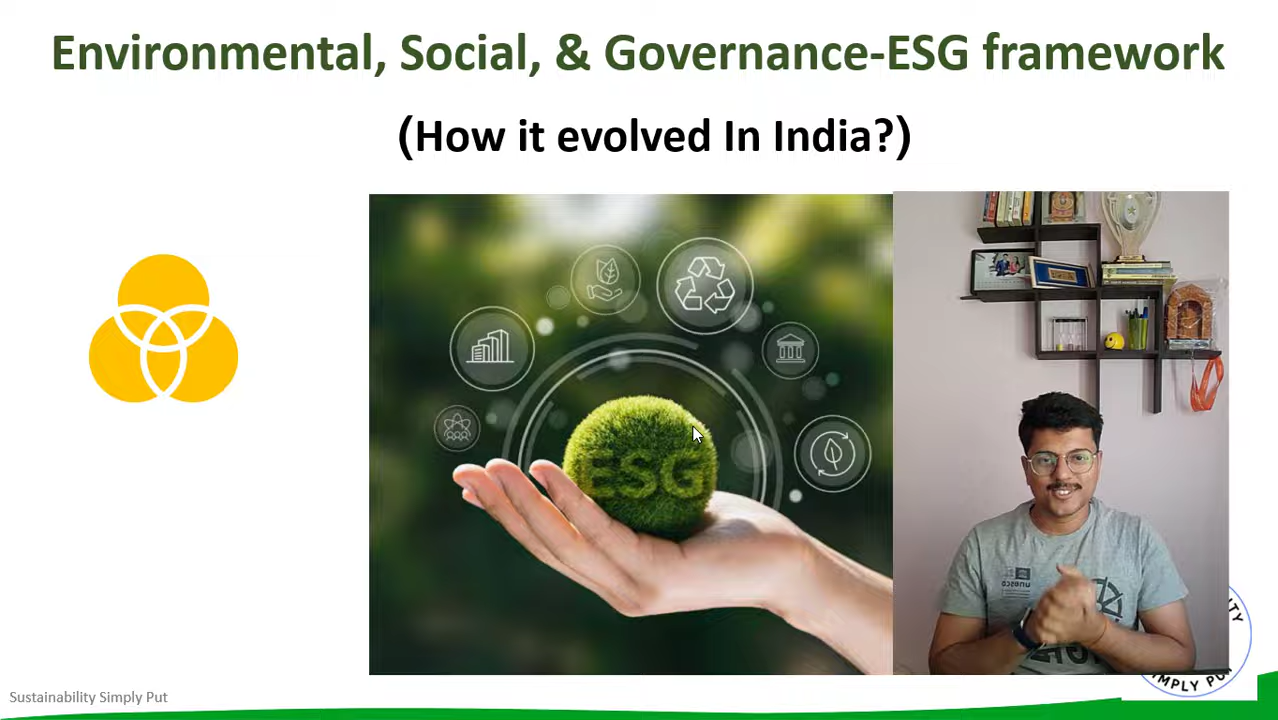 Environmental, Social, & Governance-ESG framework
(How it evolved In India?)
ESG
Sustainability Simply Put